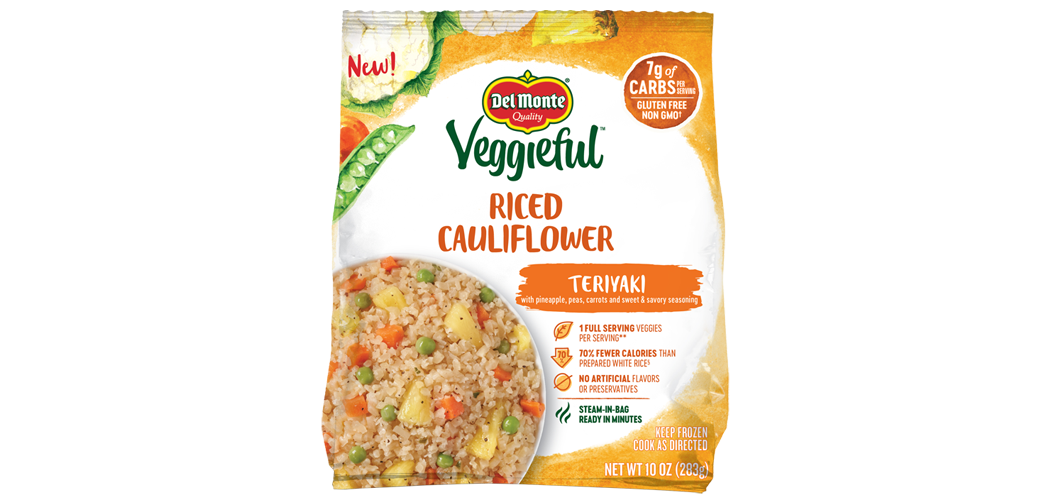 New!
7g of
CARBS PER SERVING
GLUTEN FREE
NON GMO†
Del Monte®
Quality
Veggieful™
RICED
CAULIFLOWER
TERIYAKI
with pineapple, peas, carrots and sweet & savory seasoning
1 FULL SERVING VEGGIES
PER SERVING**
70% FEWER CALORIES THAN
PREPARED WHITE RICE§
70%
NO ARTIFICIAL FLAVORS
OR PRESERVATIVES
STEAM-IN-BAG
READY IN MINUTES
KEEP FROZEN
COOK AS DIRECTED
NET WT 10 OZ (283g)